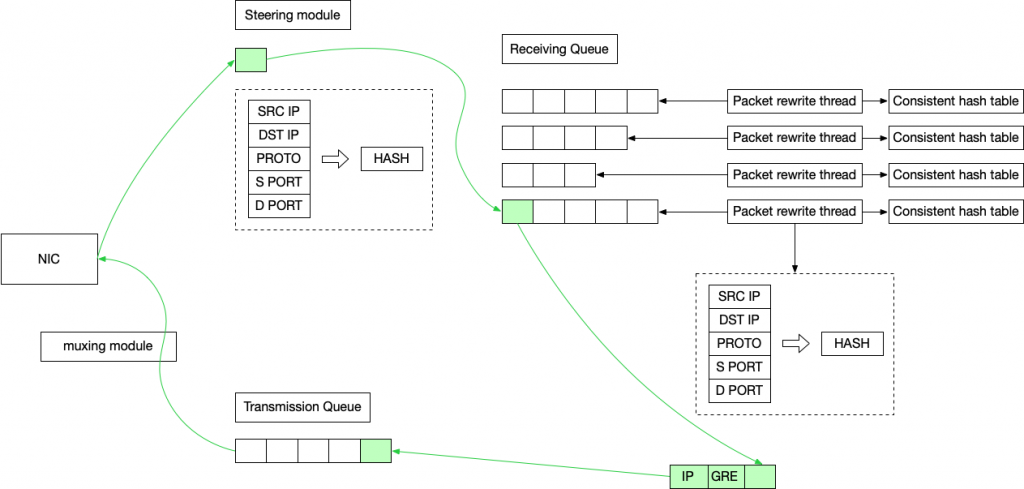 Steering module
Receiving Queue
SRC IP
DST IP
PROTO
S PORT
D PORT
HASH
Packet rewrite thread
Consistent hash table
Packet rewrite thread
Consistent hash table
Packet rewrite thread
Consistent hash table
Packet rewrite thread
Consistent hash table
NIC
SRC IP
DST IP
PROTO
S PORT
D PORT
HASH
muxing module
Transmission Queue
IP
GRE